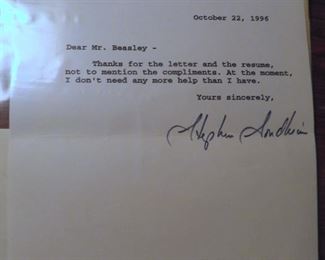 October 22, 1996
Dear Mr. Beasley -
Thanks for the letter and the resume,
not to mention the compliments. At the moment,
I don't need any more help than I have.
Yours sincerely,
Stephen Sondheim